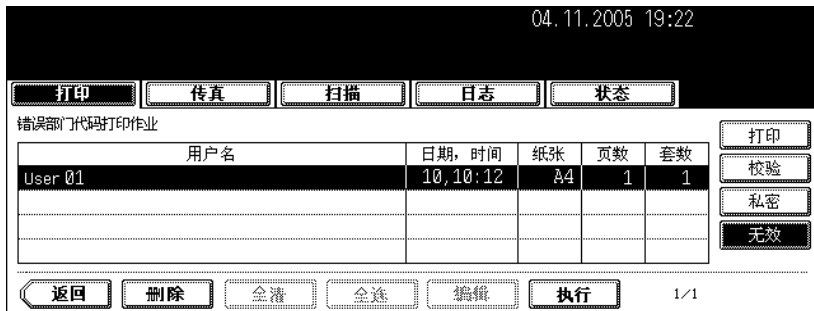 04.11.2005 19:22
打印 传真 扫描 日志 状态
错误部门代码打印作业
打印
用户名 日期，时间 纸张 页数 套数
校验
User 01 10,10:12 A4 1 1
私密
无效
返回 删除 全清 全选 编辑 执行 1/1